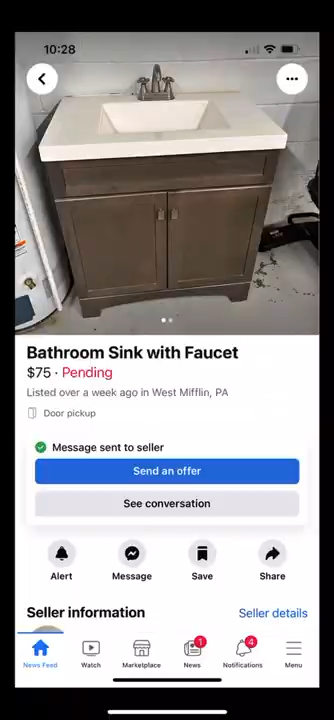 10:28
Bathroom Sink with Faucet
$75 · Pending
Listed over a week ago in West Mifflin, PA
Door pickup
Message sent to seller
Send an offer
See conversation
Alert
Message
Save
Share
Seller information
Seller details
1
4
News Feed
Watch
Marketplace
News
Notifications
Menu